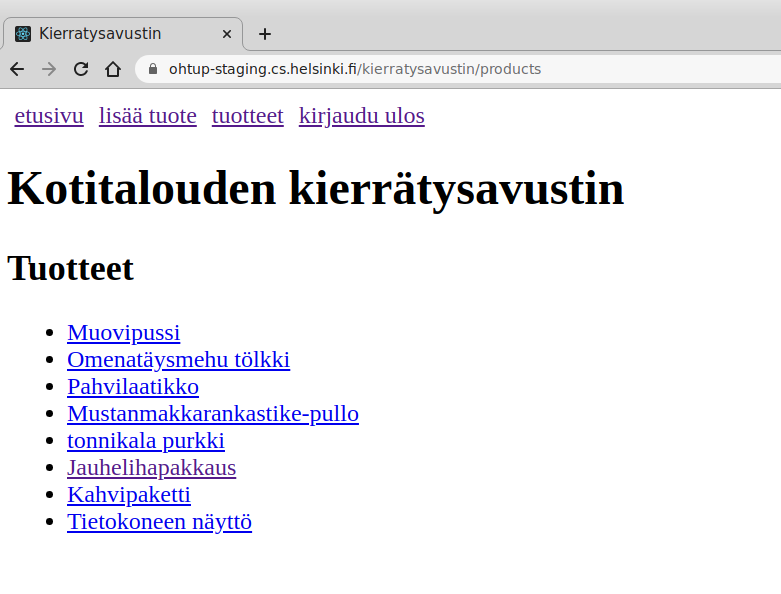 Kierratysavustin
ohtup-staging.cs.helsinki.fi/kierratysavustin/products
etusivu lisää tuote tuotteet kirjaudu ulos
Kotitalouden kierrätysavustin
Tuotteet
Muovipussi
Omenatäysmehu tölkki
Pahvilaatikko
Mustanmakkarankastike-pullo
tonnikala purkki
Jauhelihapakkaus
Kahvipaketti
Tietokoneen näyttö